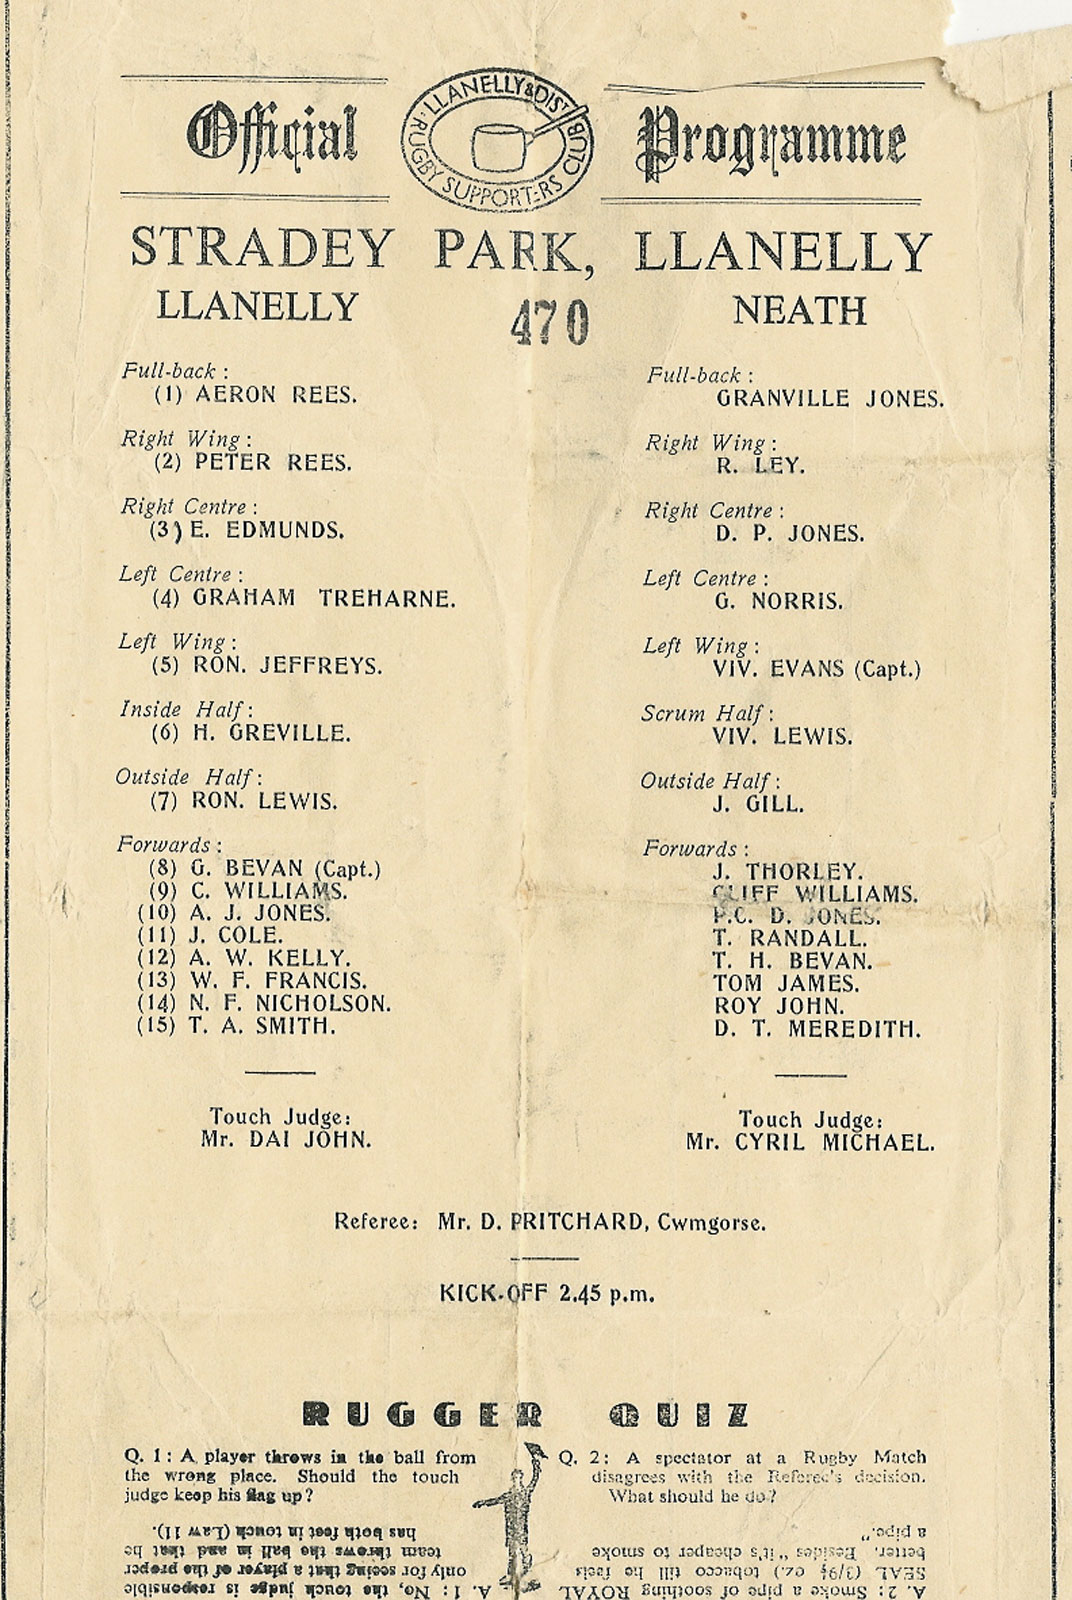 Official Programme
LLANELLY & DIST. RUGBY SUPPORTERS CLUB
STRADEY PARK, LLANELLY
LLANELLY
470
NEATH
Full-back :
(1) AERON REES.
Right Wing :
(2) PETER REES.
Right Centre :
(3) E. EDMUNDS.
Left Centre :
(4) GRAHAM TREHARNE.
Left Wing :
(5) RON. JEFFREYS.
Inside Half :
(6) H. GREVILLE.
Outside Half :
(7) RON. LEWIS.
Forwards :
(8) G. BEVAN (Capt.)
(9) C. WILLIAMS.
(10) A. J. JONES.
(11) J. COLE.
(12) A. W. KELLY.
(13) W. F. FRANCIS.
(14) N. F. NICHOLSON.
(15) T. A. SMITH.
Touch Judge:
Mr. DAI JOHN.
Full-back :
GRANVILLE JONES.
Right Wing :
R. LEY.
Right Centre :
D. P. JONES.
Left Centre :
G. NORRIS.
Left Wing :
VIV. EVANS (Capt.)
Scrum Half :
VIV. LEWIS.
Outside Half :
J. GILL.
Forwards :
J. THORLEY.
CLIFF WILLIAMS.
P.C. D. JONES.
T. RANDALL.
T. H. BEVAN.
TOM JAMES.
ROY JOHN.
D. T. MEREDITH.
Touch Judge:
Mr. CYRIL MICHAEL.
Referee: Mr. D. PRITCHARD, Cwmgorse.
KICK-OFF 2.45 p.m.
RUGGER QUIZ
Q. 1 : A player throws in the ball from
the wrong place. Should the touch
judge keep his flag up ?
A. 1 : No, the touch judge is responsible
only for seeing that a player of the proper
team throws the ball in and that he
has both feet in touch (Law 11).
Q. 2 : A spectator at a Rugby Match
disagrees with the Referee's decision.
What should he do ?
A. 2 : Smoke a pipe of soothing ROYAL
SEAL (3/9½ oz.) tobacco till he feels
better. Besides "it's cheaper to smoke
a pipe."